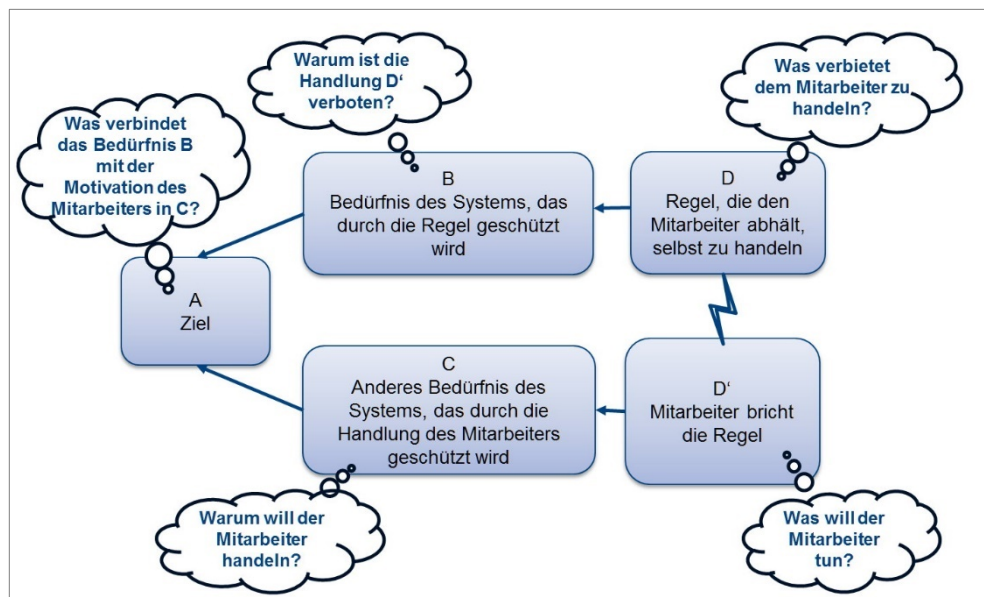 Warum ist die
Handlung D‘
verboten?
Was verbietet
dem Mitarbeiter zu
handeln?
Was verbindet
das Bedürfnis B
mit der
Motivation des
Mitarbeiters in C?
B
Bedürfnis des Systems, das
durch die Regel geschützt
wird
D
Regel, die den
Mitarbeiter abhält,
selbst zu handeln
A
Ziel
C
Anderes Bedürfnis des
Systems, das durch die
Handlung des Mitarbeiters
geschützt wird
D‘
Mitarbeiter bricht
die Regel
Warum will der
Mitarbeiter
handeln?
Was will der
Mitarbeiter
tun?